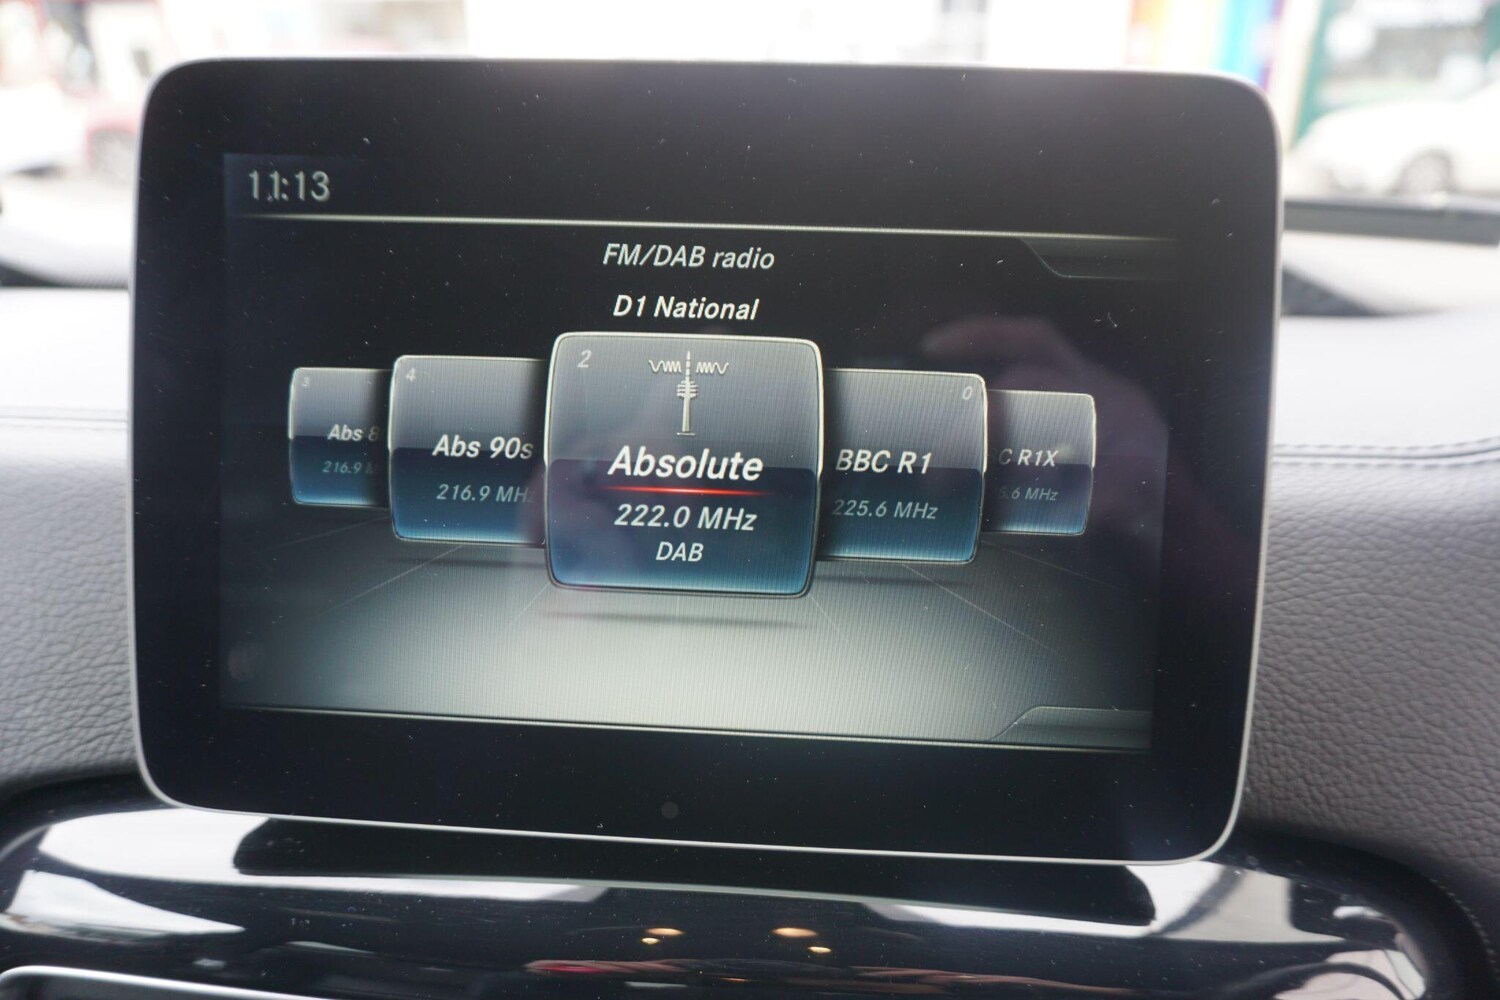 11:13
FM/DAB radio
D1 National
3
Abs 8
216.9 M
4
Abs 90s
216.9 MHz
2
Absolute
222.0 MHz
DAB
0
BBC R1
225.6 MHz
C R1X
5.6 MHz